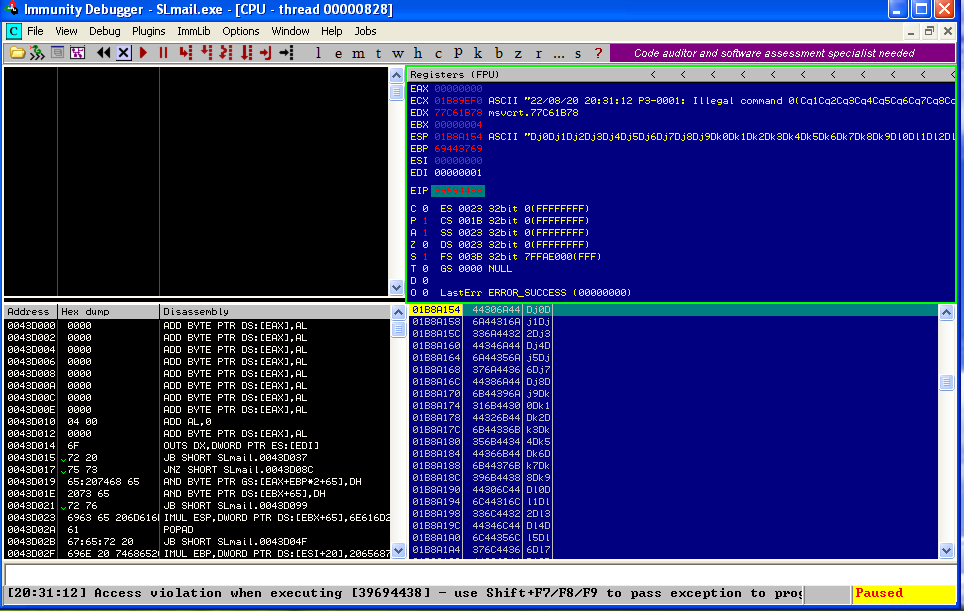 Immunity Debugger - SLmail.exe - [CPU - thread 00000828]
C File View Debug Plugins ImmLib Options Window Help Jobs
l e m t w h c P k b z r ... s ? Code auditor and software assessment specialist needed
Registers (FPU) < < < < < < < < < < <
EAX 00000000
ECX 01B89EF0 ASCII "22/08/20 20:31:12 P3-0001: Illegal command 0(Cq1Cq2Cq3Cq4Cq5Cq6Cq7Cq8Cq
EDX 77C61B78 msvcrt.77C61B78
EBX 00000004
ESP 01B8A154 ASCII "Dj0Dj1Dj2Dj3Dj4Dj5Dj6Dj7Dj8Dj9Dk0Dk1Dk2Dk3Dk4Dk5Dk6Dk7Dk8Dk9Dl0Dl1Dl2Dl
EBP 69443769
ESI 00000000
EDI 00000001
EIP
C 0 ES 0023 32bit 0(FFFFFFFF)
P 1 CS 001B 32bit 0(FFFFFFFF)
A 1 SS 0023 32bit 0(FFFFFFFF)
Z 0 DS 0023 32bit 0(FFFFFFFF)
S 1 FS 003B 32bit 7FFAE000(FFF)
T 0 GS 0000 NULL
D 0
O 0 LastErr ERROR_SUCCESS (00000000)
Address Hex dump Disassembly
0043D000 0000 ADD BYTE PTR DS:[EAX],AL
0043D002 0000 ADD BYTE PTR DS:[EAX],AL
0043D004 0000 ADD BYTE PTR DS:[EAX],AL
0043D006 0000 ADD BYTE PTR DS:[EAX],AL
0043D008 0000 ADD BYTE PTR DS:[EAX],AL
0043D00A 0000 ADD BYTE PTR DS:[EAX],AL
0043D00C 0000 ADD BYTE PTR DS:[EAX],AL
0043D00E 0000 ADD BYTE PTR DS:[EAX],AL
0043D010 04 00 ADD AL,0
0043D012 0000 ADD BYTE PTR DS:[EAX],AL
0043D014 6F OUTS DX,DWORD PTR ES:[EDI]
0043D015 72 20 JB SHORT SLmail.0043D037
0043D017 75 73 JNZ SHORT SLmail.0043D08C
0043D019 65:207468 65 AND BYTE PTR GS:[EAX+EBP*2+65],DH
0043D01E 2073 65 AND BYTE PTR DS:[EBX+65],DH
0043D021 72 76 JB SHORT SLmail.0043D099
0043D023 6963 65 206D616 IMUL ESP,DWORD PTR DS:[EBX+65],6E616D2
0043D02A 61 POPAD
0043D02B 67:65:72 20 JB SHORT SLmail.0043D04F
0043D02F 696E 20 7468652 IMUL EBP,DWORD PTR DS:[ESI+20],2065687
01B8A154 44306A44 Dj0D
01B8A158 6A44316A j1Dj
01B8A15C 336A4432 2Dj3
01B8A160 44346A44 Dj4D
01B8A164 6A44356A j5Dj
01B8A168 376A4436 6Dj7
01B8A16C 44386A44 Dj8D
01B8A170 6B44396A j9Dk
01B8A174 316B4430 0Dk1
01B8A178 44326B44 Dk2D
01B8A17C 6B44336B k3Dk
01B8A180 356B4434 4Dk5
01B8A184 44366B44 Dk6D
01B8A188 6B44376B k7Dk
01B8A18C 396B4438 8Dk9
01B8A190 44306C44 Dl0D
01B8A194 6C44316C l1Dl
01B8A198 336C4432 2Dl3
01B8A19C 44346C44 Dl4D
01B8A1A0 6C44356C l5Dl
01B8A1A4 376C4436 6Dl7
[20:31:12] Access violation when executing [39694438] - use Shift+F7/F8/F9 to pass exception to prog
Paused